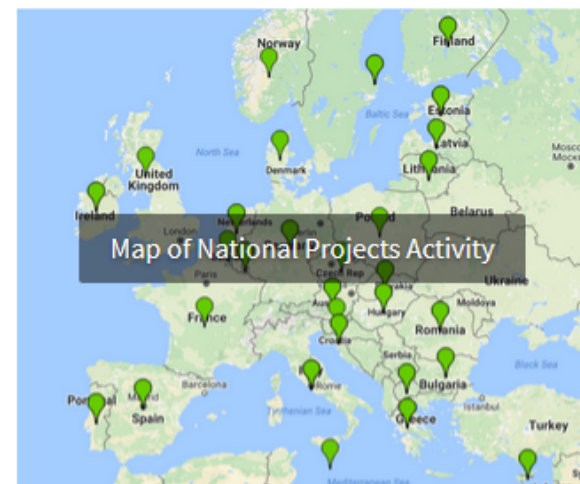 Norway
Finland
Estonia
Baltic Sea
Latvia
North Sea
Denmark
Lithuania
United
Kingdom
Ireland
Belarus
London
Map of National Projects Activity
Paris
Czech Rep
Ukraine
France
Hungary
Moldova
Romania
Croatia
Serbia
Black Sea
Bulgaria
Barcelona
Rome
Portugal
Madrid
Spain
Tyrrhenian Sea
Istanbul
Greece
Turkey
Mediterranean Sea